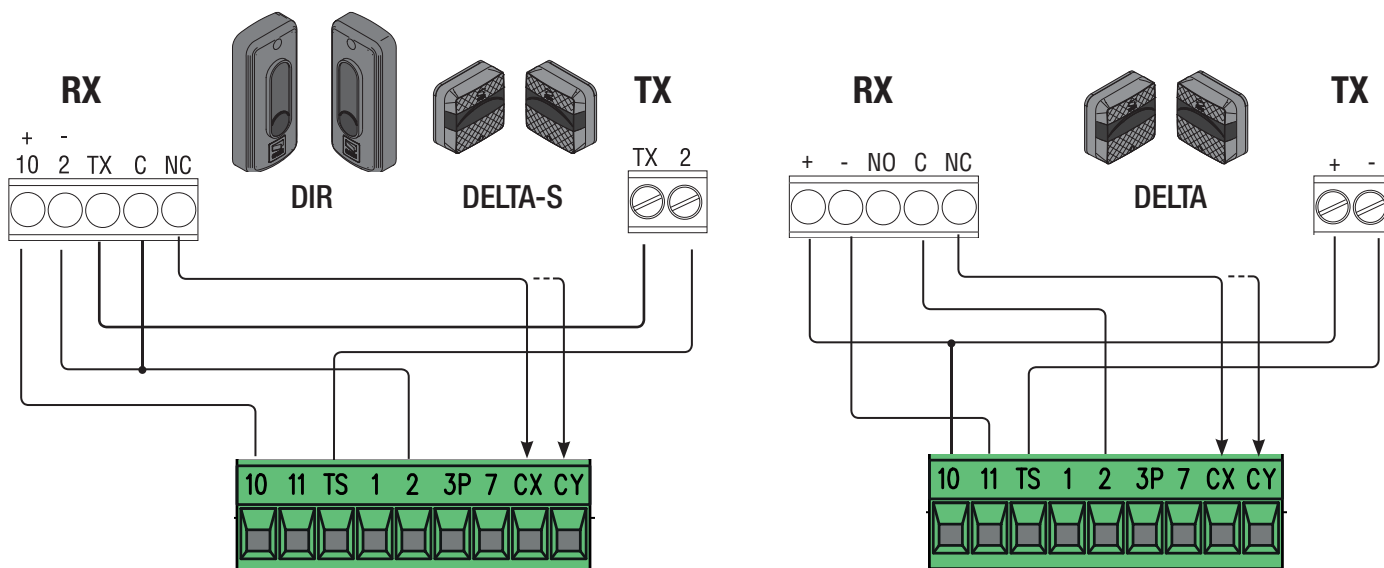 RX
DIR
DELTA-S
TX
+ -
10 2 TX C NC
TX 2
10 11 TS 1 2 3P 7 CX CY
RX
DELTA
TX
+ - NO C NC
+ -
10 11 TS 1 2 3P 7 CX CY